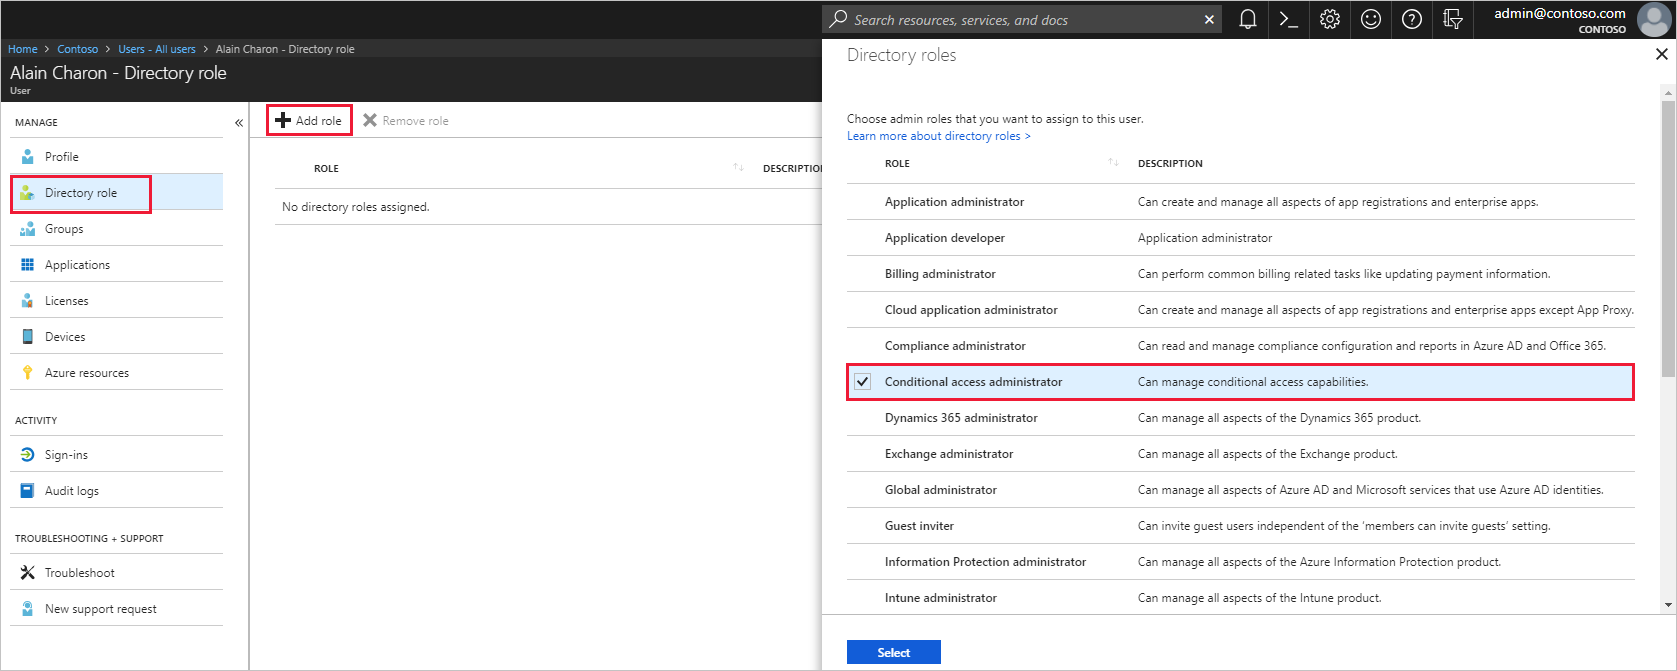 Search resources, services, and docs
admin@contoso.com
CONTOSO
Home > Contoso > Users - All users > Alain Charon - Directory role
Alain Charon - Directory role
User
MANAGE
Profile
Directory role
Groups
Applications
Licenses
Devices
Azure resources
ACTIVITY
Sign-ins
Audit logs
TROUBLESHOOTING + SUPPORT
Troubleshoot
New support request
Add role Remove role
ROLE DESCRIPTIO
No directory roles assigned.
Directory roles
Choose admin roles that you want to assign to this user.
Learn more about directory roles >
ROLE DESCRIPTION
Application administrator Can create and manage all aspects of app registrations and enterprise apps.
Application developer Application administrator
Billing administrator Can perform common billing related tasks like updating payment information.
Cloud application administrator Can create and manage all aspects of app registrations and enterprise apps except App Proxy.
Compliance administrator Can read and manage compliance configuration and reports in Azure AD and Office 365.
Conditional access administrator Can manage conditional access capabilities.
Dynamics 365 administrator Can manage all aspects of the Dynamics 365 product.
Exchange administrator Can manage all aspects of the Exchange product.
Global administrator Can manage all aspects of Azure AD and Microsoft services that use Azure AD identities.
Guest inviter Can invite guest users independent of the ‘members can invite guests’ setting.
Information Protection administrator Can manage all aspects of the Azure Information Protection product.
Intune administrator Can manage all aspects of the Intune product.
Select